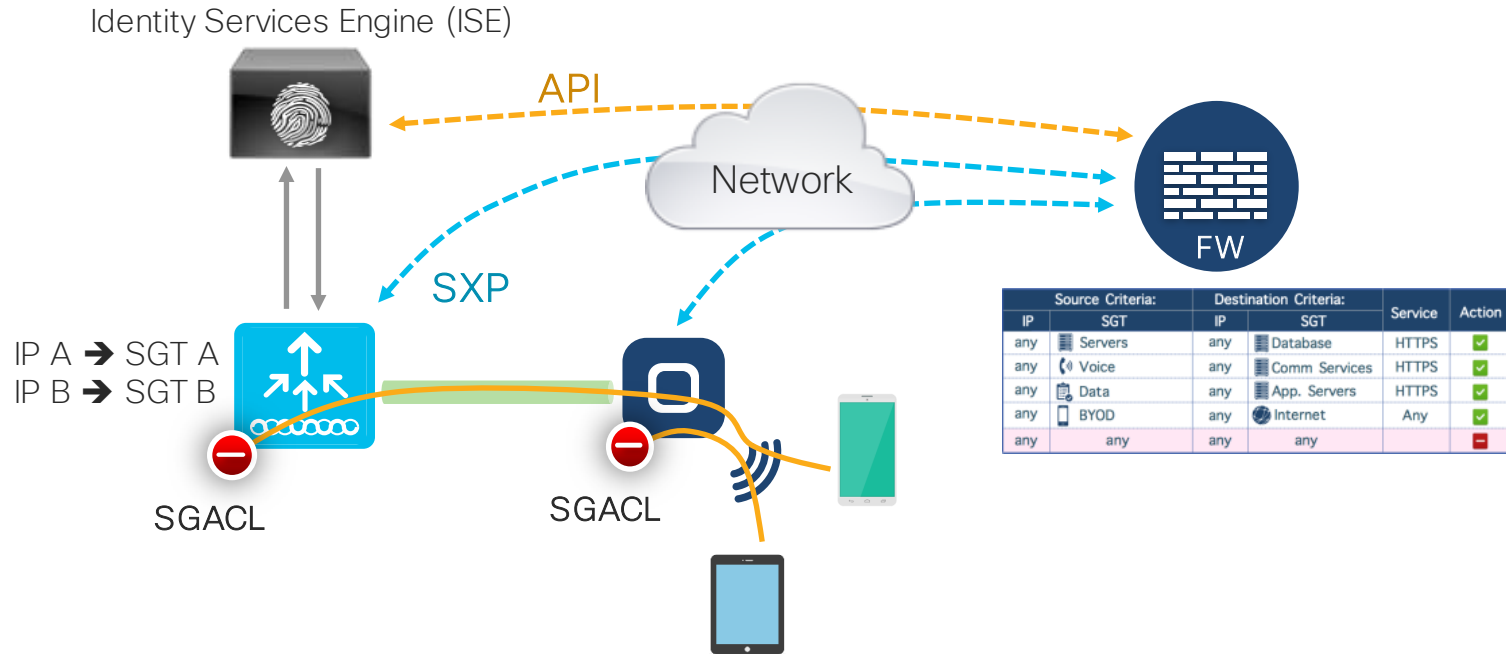 Identity Services Engine (ISE)
API
Network
FW
SXP
IP A ➔ SGT A
IP B ➔ SGT B
SGACL
SGACL
Source Criteria: Destination Criteria: Service Action
IP SGT IP SGT
any Servers any Database HTTPS
any Voice any Comm Services HTTPS
any Data any App. Servers HTTPS
any BYOD any Internet Any
any any any any